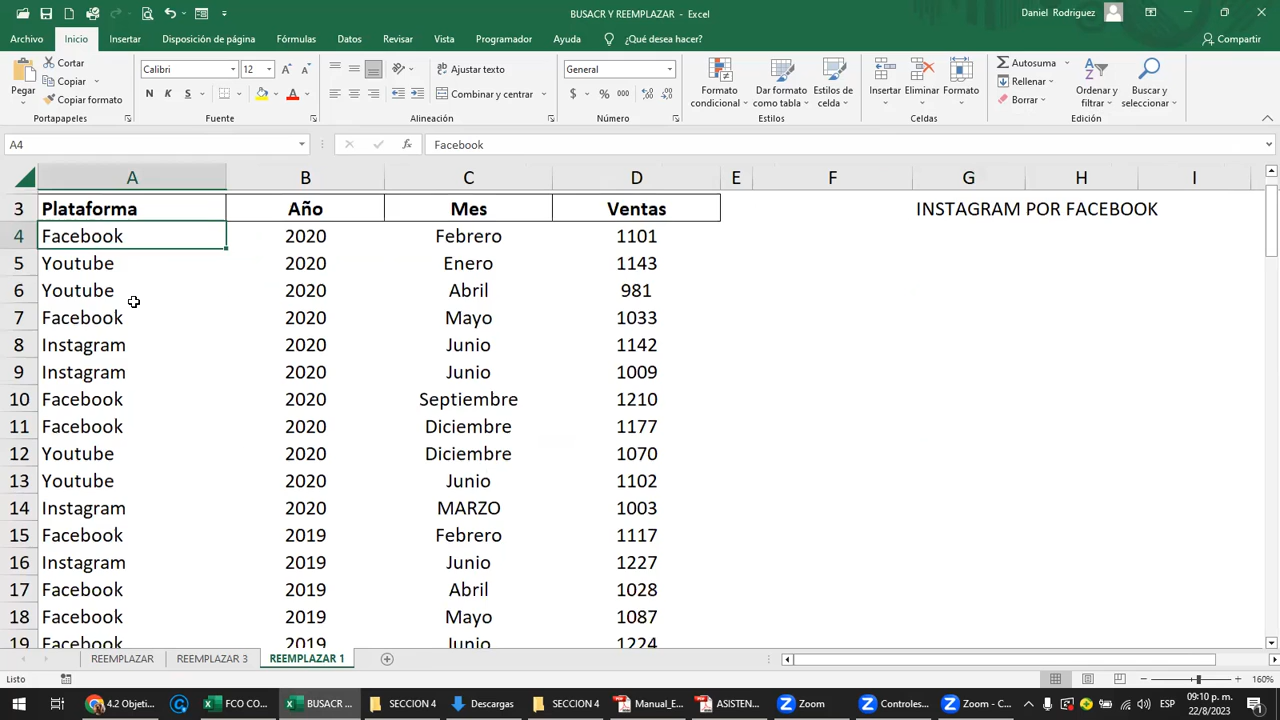 BUSACR Y REEMPLAZAR - Excel
Daniel Rodriguez
Archivo Inicio Insertar Disposición de página Fórmulas Datos Revisar Vista Programador Ayuda ¿Qué desea hacer? Compartir
Pegar
Cortar
Copiar
Copiar formato
Calibri 12
N K S
Ajustar texto
Combinar y centrar
General
$ % 000
Formato condicional
Dar formato como tabla
Estilos de celda
Insertar
Eliminar
Formato
Autosuma
Rellenar
Borrar
Ordenar y filtrar
Buscar y seleccionar
Portapapeles Fuente Alineación Número Estilos Celdas Edición
A4 fx Facebook
A B C D E F G H I
3 Plataforma Año Mes Ventas INSTAGRAM POR FACEBOOK
4 Facebook 2020 Febrero 1101
5 Youtube 2020 Enero 1143
6 Youtube 2020 Abril 981
7 Facebook 2020 Mayo 1033
8 Instagram 2020 Junio 1142
9 Instagram 2020 Junio 1009
10 Facebook 2020 Septiembre 1210
11 Facebook 2020 Diciembre 1177
12 Youtube 2020 Diciembre 1070
13 Youtube 2020 Junio 1102
14 Instagram 2020 MARZO 1003
15 Facebook 2019 Febrero 1117
16 Instagram 2019 Junio 1227
17 Facebook 2019 Abril 1028
18 Facebook 2019 Mayo 1087
19 Facebook 2019 Junio 1224
REEMPLAZAR REEMPLAZAR 3 REEMPLAZAR 1
Listo 160%
4.2 Objeti... FCO CO... BUSACR ... SECCION 4 Descargas SECCION 4 Manual_E... ASISTEN... Zoom Controles... Zoom - C... ESP 09:10 p. m.
22/8/2023